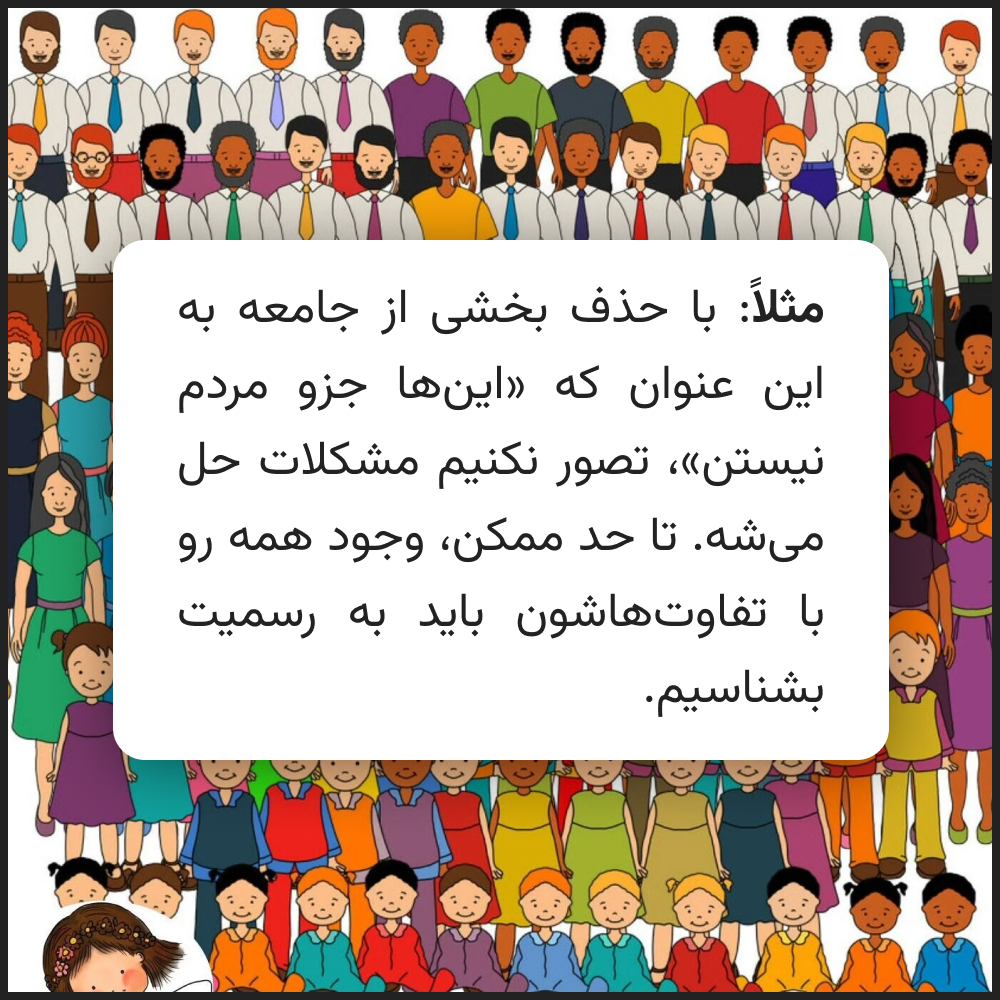 مثلاً: با حذف بخشی از جامعه به
این عنوان که «این‌ها جزو مردم
نیستن»، تصور نکنیم مشکلات حل
می‌شه. تا حد ممکن، وجود همه رو
با تفاوت‌هاشون باید به رسمیت
بشناسیم.